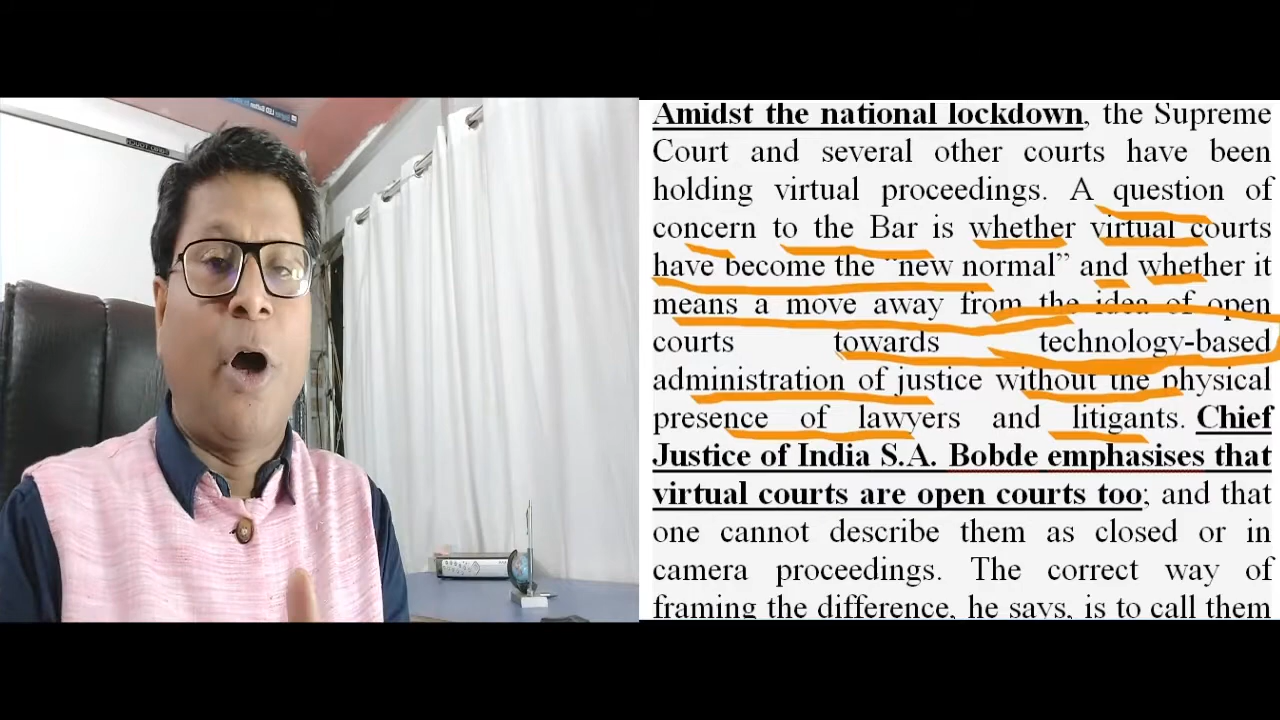 Amidst the national lockdown, the Supreme
Court and several other courts have been
holding virtual proceedings. A question of
concern to the Bar is whether virtual courts
have become the "new normal" and whether it
means a move away from the idea of open
courts towards technology-based
administration of justice without the physical
presence of lawyers and litigants. Chief
Justice of India S.A. Bobde emphasises that
virtual courts are open courts too; and that
one cannot describe them as closed or in
camera proceedings. The correct way of
framing the difference, he says, is to call them